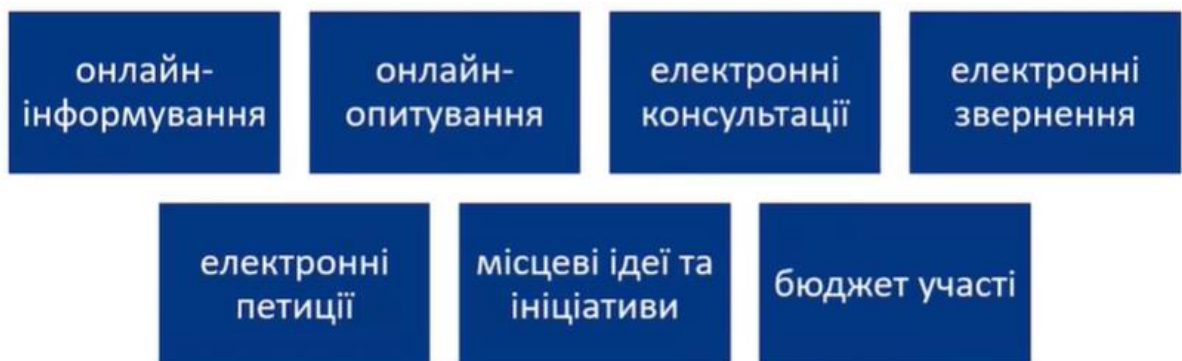 онлайн-
інформування
онлайн-
опитування
електронні
консультації
електронні
звернення
електронні
петиції
місцеві ідеї та
ініціативи
бюджет участі